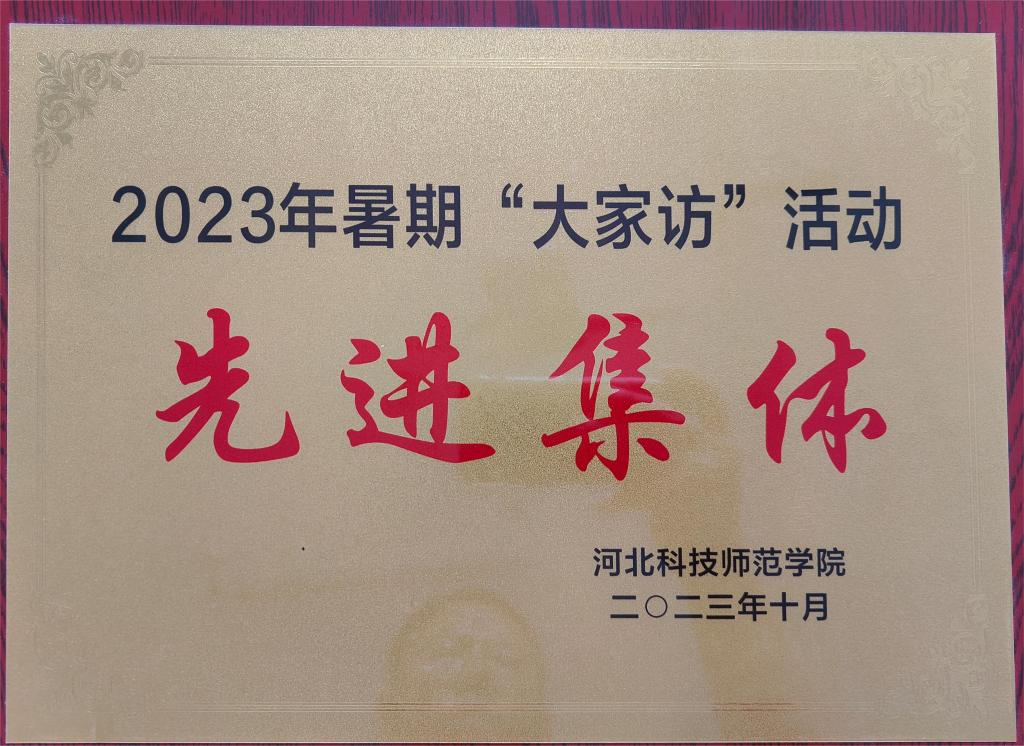 2023年暑期“大家访”活动
先进集体
河北科技师范学院
二〇二三年十月